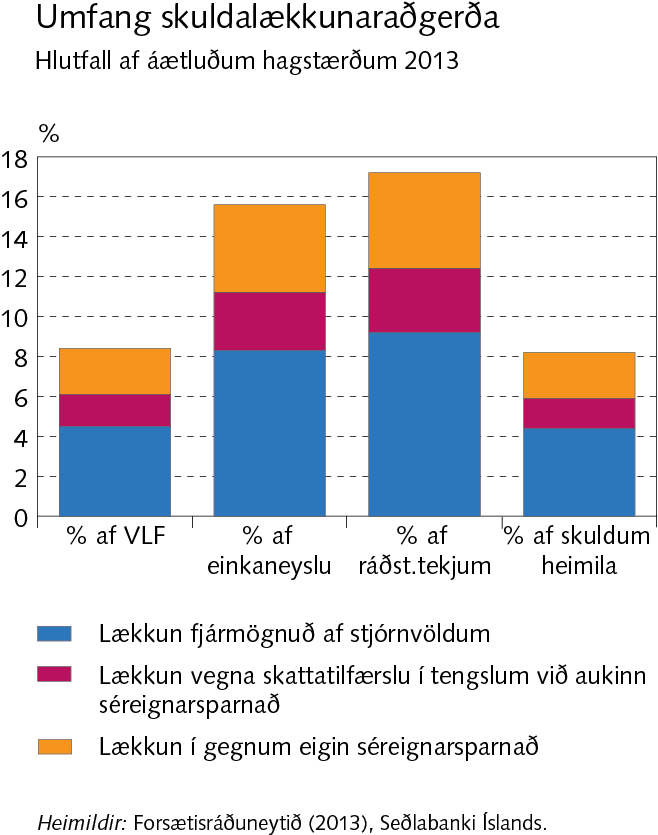 Umfang skuldalækkunaraðgerða
Hlutfall af áætluðum hagstærðum 2013
%
18
16
14
12
10
8
6
4
2
0
% af VLF
% af
einkaneyslu
% af
ráðst.tekjum
% af skuldum
heimila
Lækkun fjármögnuð af stjórnvöldum
Lækkun vegna skattatilfærslu í tengslum við aukinn
séreignarsparnað
Lækkun í gegnum eigin séreignarsparnað
Heimildir: Forsætisráðuneytið (2013), Seðlabanki Íslands.